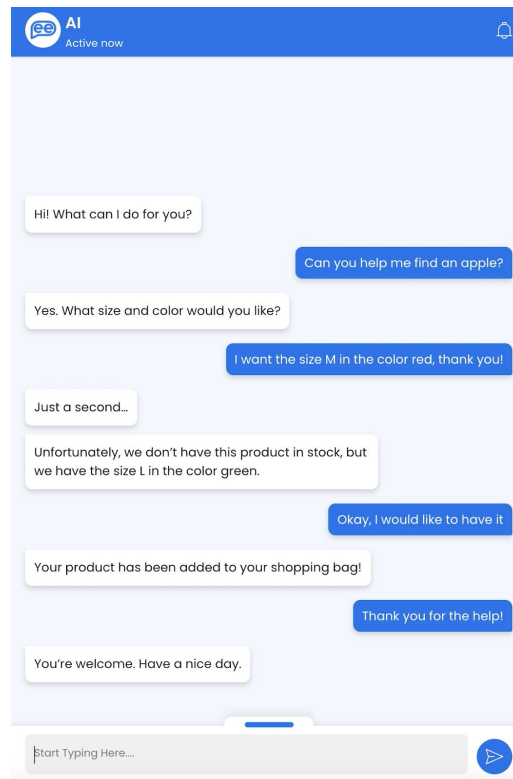 AI
Active now
Hi! What can I do for you?
Can you help me find an apple?
Yes. What size and color would you like?
I want the size M in the color red, thank you!
Just a second...
Unfortunately, we don’t have this product in stock, but
we have the size L in the color green.
Okay, I would like to have it
Your product has been added to your shopping bag!
Thank you for the help!
You’re welcome. Have a nice day.
Start Typing Here....